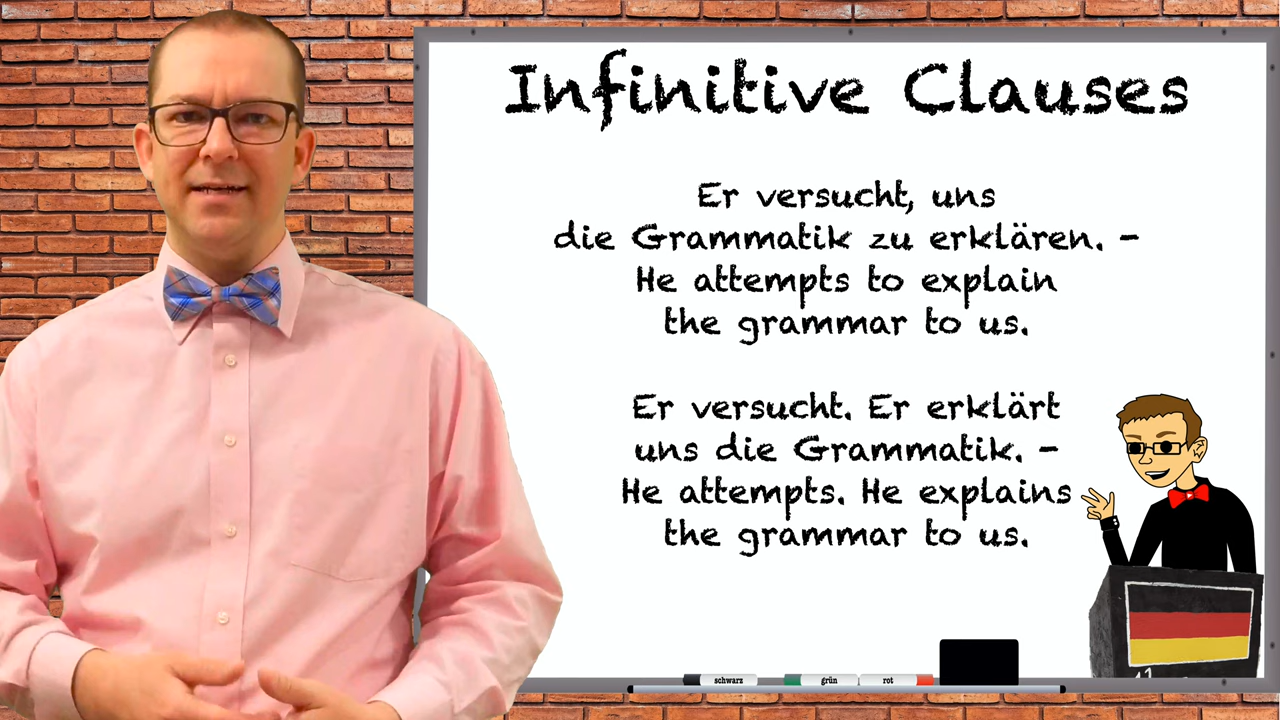 Infinitive Clauses
Er versucht, uns
die Grammatik zu erklären. –
He attempts to explain
the grammar to us.
Er versucht. Er erklärt
uns die Grammatik. –
He attempts. He explains
the grammar to us.
schwarz
grün
rot